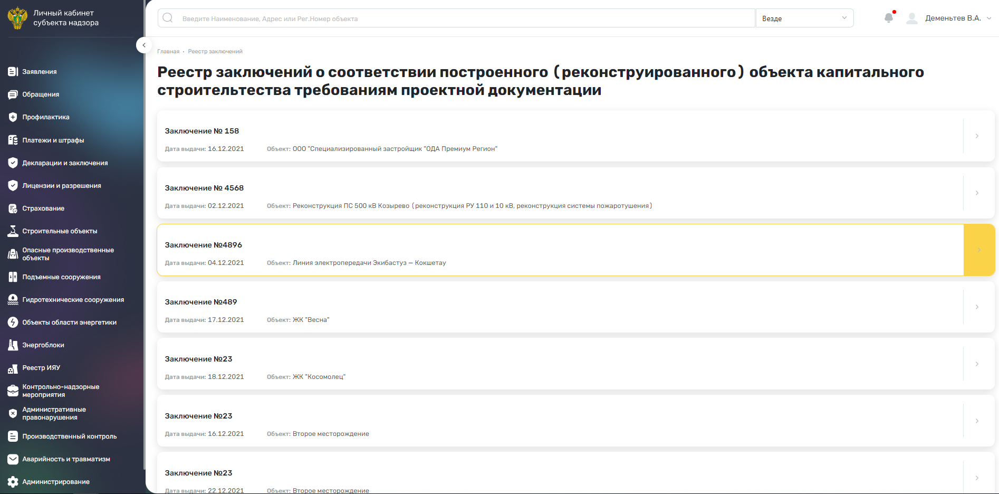 Личный кабинет
субъекта надзора
Введите Наименование, Адрес или Рег.Номер объекта
Везде
Деменьтев В.А.
Заявления
Обращения
Профилактика
Платежи и штрафы
Декларации и заключения
Лицензии и разрешения
Страхование
Строительные объекты
Опасные производственные
объекты
Подъемные сооружения
Гидротехнические сооружения
Объекты области энергетики
Энергоблоки
Реестр ИЯУ
Контрольно-надзорные
мероприятия
Административные
правонарушения
Производственный контроль
Аварийность и травматизм
Администрирование
Главная • Реестр заключений
Реестр заключений о соответствии построенного (реконструированного) объекта капитального
строительтества требованиям проектной документации
Заключение № 158
Дата выдачи: 16.12.2021 Объект: ООО "Специализированный застройщик "ОДА Премиум Регион"
Заключение № 4568
Дата выдачи: 02.12.2021 Объект: Реконструкция ПС 500 кВ Козырево (реконструкция РУ 110 и 10 кВ, реконструкция системы пожаротушения)
Заключение №4896
Дата выдачи: 04.12.2021 Объект: Линия электропередачи Экибастуз — Кокшетау
Заключение №489
Дата выдачи: 17.12.2021 Объект: ЖК "Весна"
Заключение №23
Дата выдачи: 18.12.2021 Объект: ЖК "Косомолец"
Заключение №23
Дата выдачи: 16.12.2021 Объект: Второе месторождение
Заключение №23
Дата выдачи: 22.12.2021 Объект: Второе месторождение